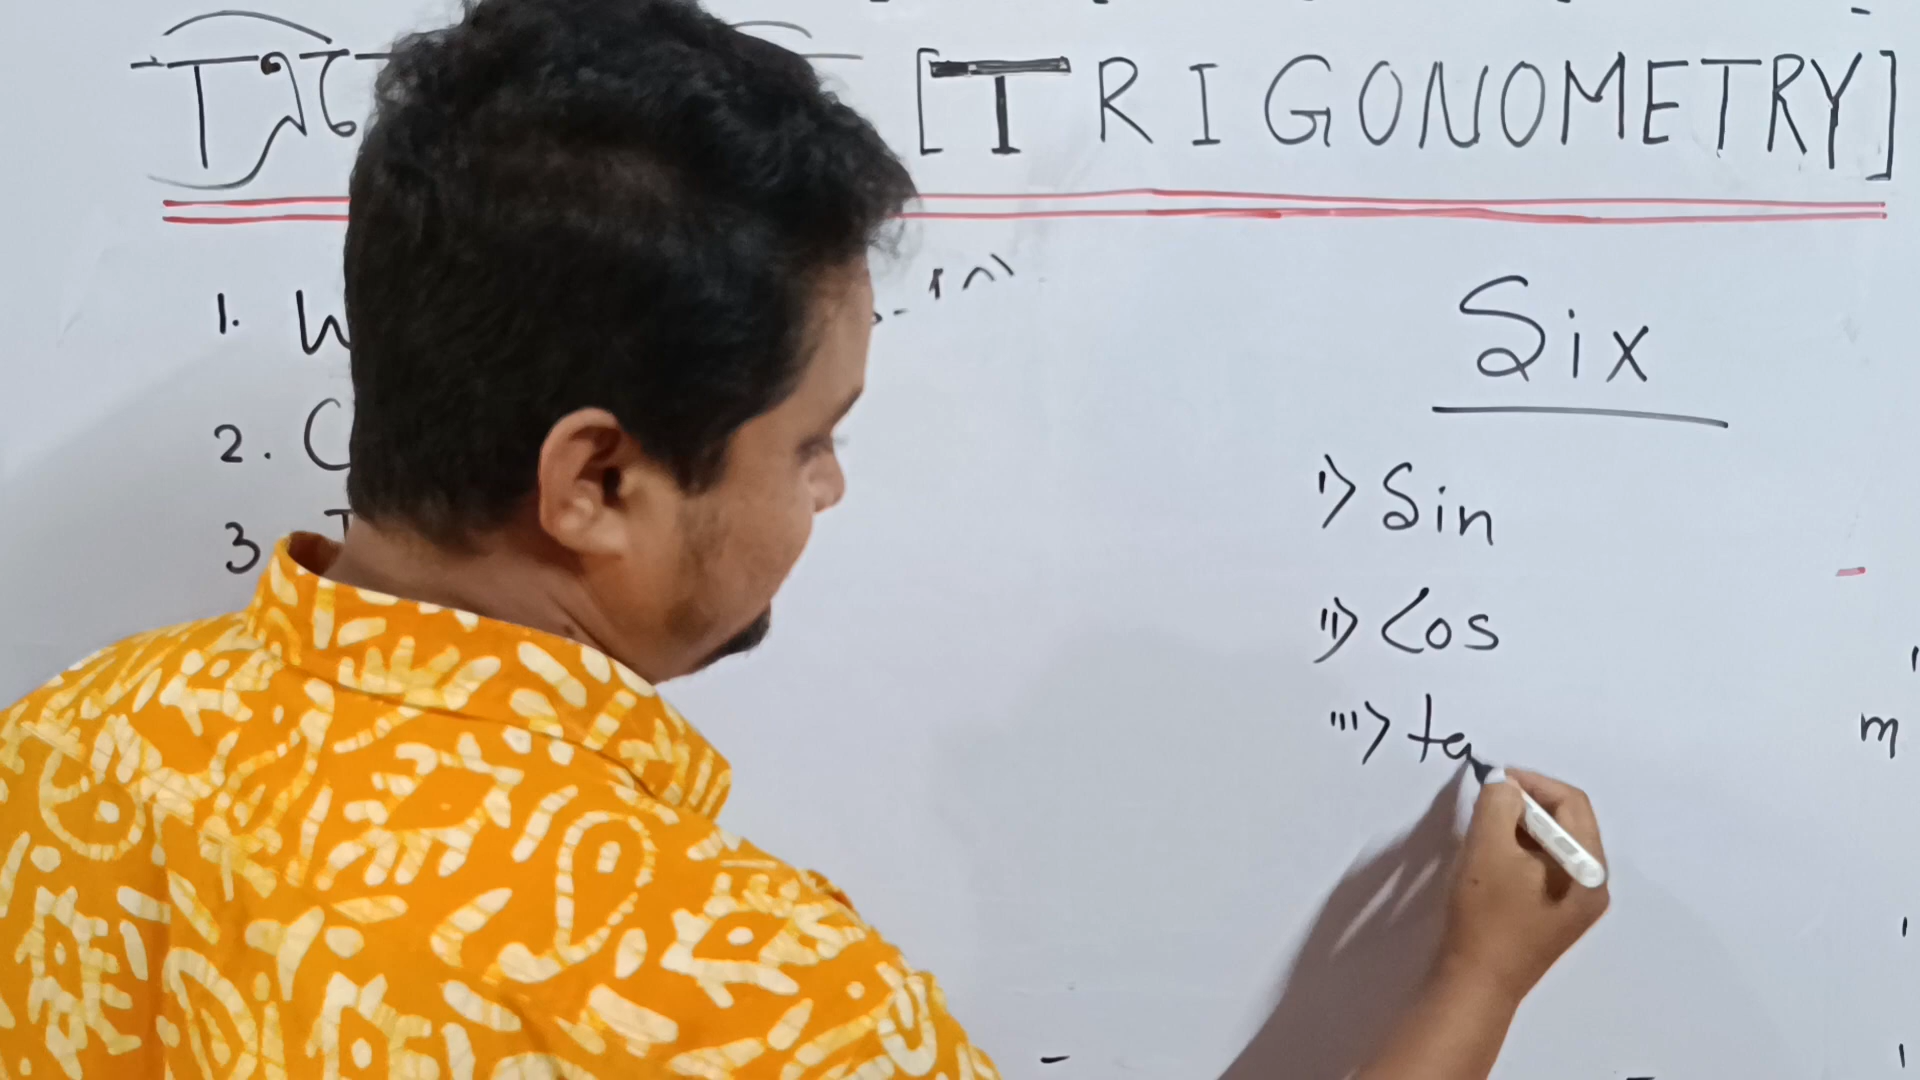 [TRIGONOMETRY]
Six
1.
i) Sin
2.
ii) Cos
3
iii) ta
m